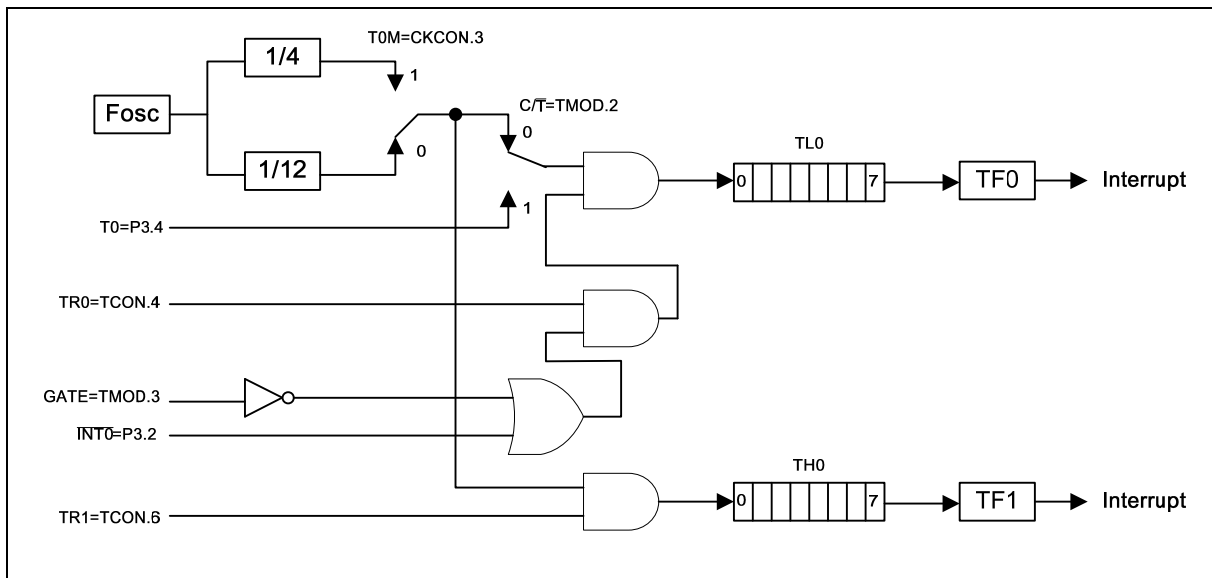 T0M=CKCON.3
1/4
1
Fosc
C/T̅=TMOD.2
0
0
1/12
TL0
0 7
TF0
Interrupt
1
T0=P3.4
TR0=TCON.4
GATE=TMOD.3
I̅N̅T̅0̅=P3.2
TH0
0 7
TF1
Interrupt
TR1=TCON.6